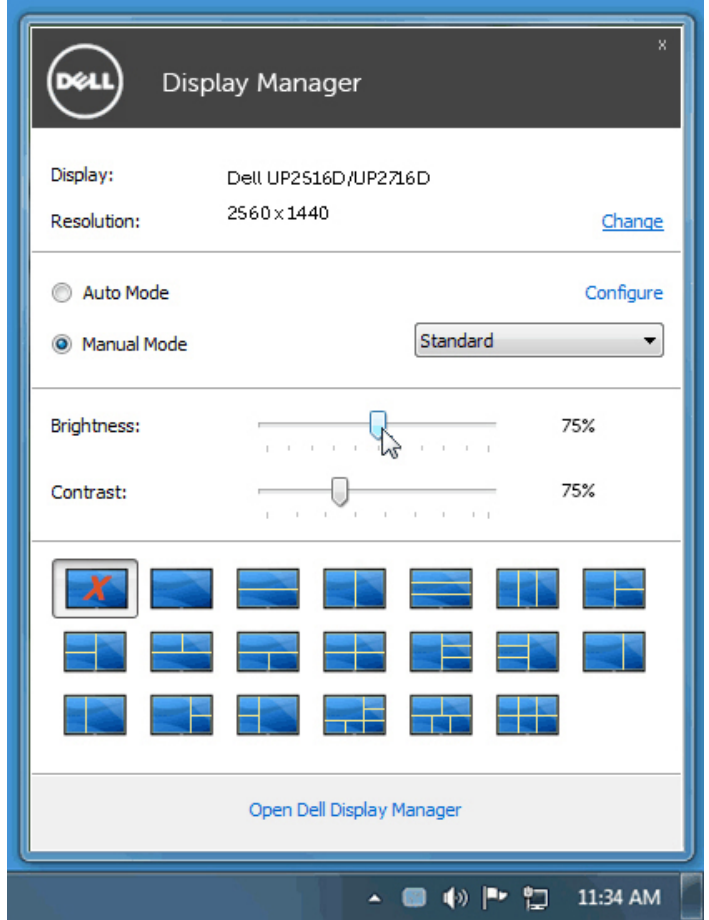 x
DELL
Display Manager
Display: Dell UP2516D/UP2716D
Resolution: 2560 x 1440 Change
Auto Mode Configure
Manual Mode Standard
Brightness: 75%
Contrast: 75%
Open Dell Display Manager
11:34 AM